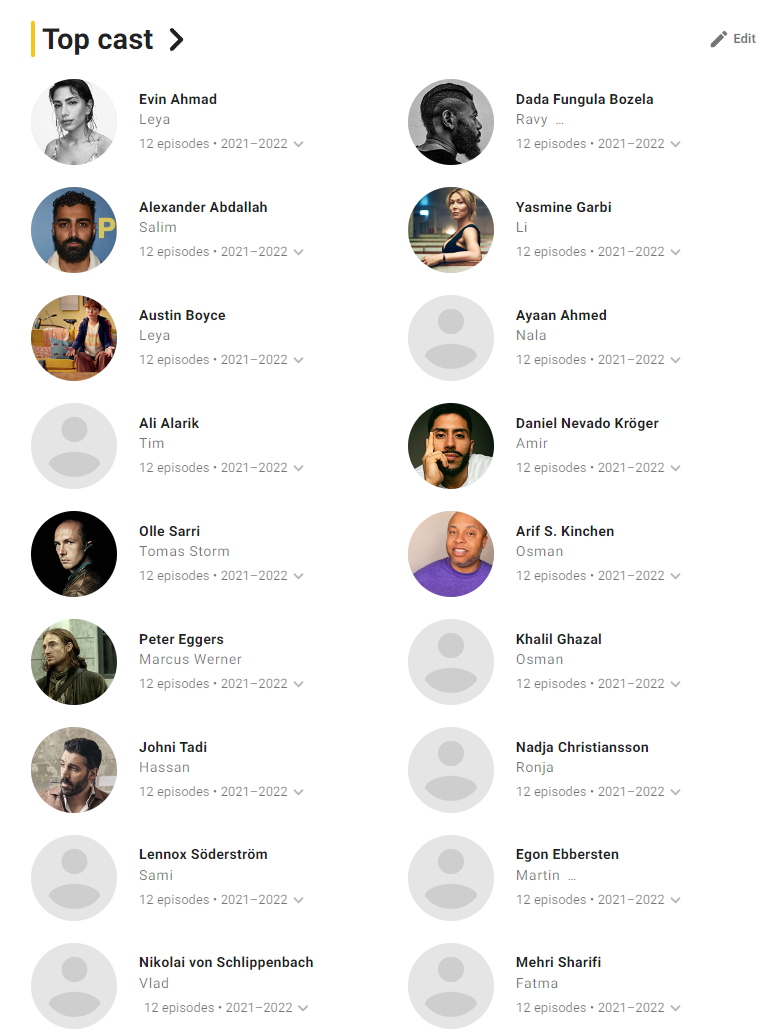 Top cast
Edit
Evin Ahmad
Leya
12 episodes • 2021–2022
Dada Fungula Bozela
Ravy ...
12 episodes • 2021–2022
Alexander Abdallah
Salim
12 episodes • 2021–2022
Yasmine Garbi
Li
12 episodes • 2021–2022
P
Austin Boyce
Leya
12 episodes • 2021–2022
Ayaan Ahmed
Nala
12 episodes • 2021–2022
Ali Alarik
Tim
12 episodes • 2021–2022
Daniel Nevado Kröger
Amir
12 episodes • 2021–2022
Olle Sarri
Tomas Storm
12 episodes • 2021–2022
Arif S. Kinchen
Osman
12 episodes • 2021–2022
Peter Eggers
Marcus Werner
12 episodes • 2021–2022
Khalil Ghazal
Osman
12 episodes • 2021–2022
Johni Tadi
Hassan
12 episodes • 2021–2022
Nadja Christiansson
Ronja
12 episodes • 2021–2022
Lennox Söderström
Sami
12 episodes • 2021–2022
Egon Ebbersten
Martin ...
12 episodes • 2021–2022
Nikolai von Schlippenbach
Vlad
12 episodes • 2021–2022
Mehri Sharifi
Fatma
12 episodes • 2021–2022